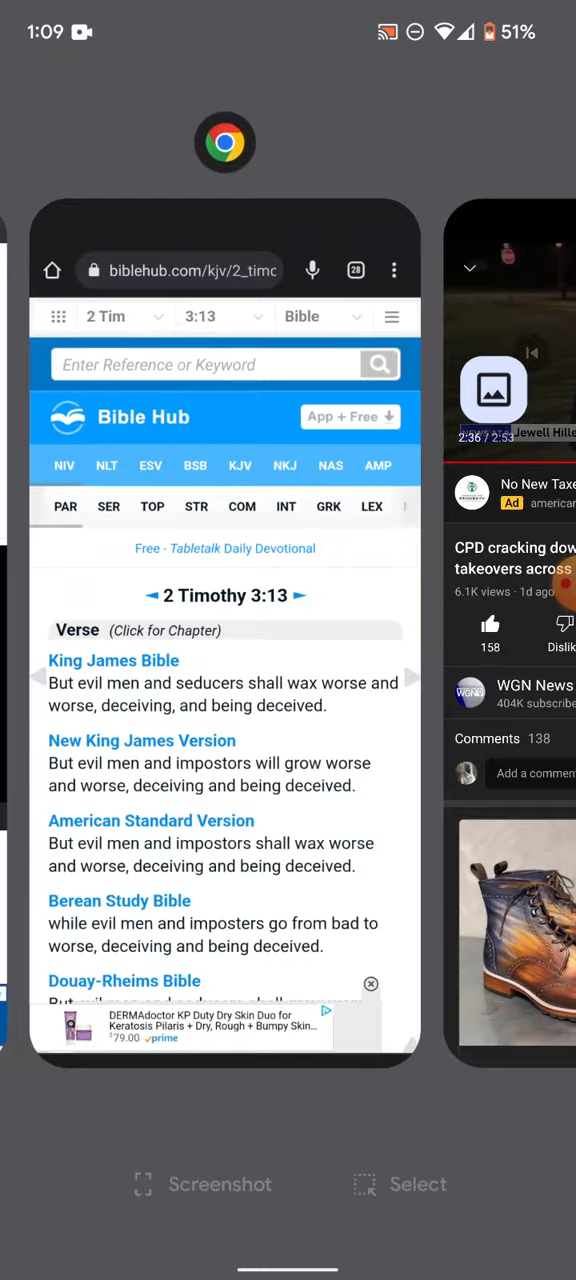 1:09
51%
biblehub.com/kjv/2_timo
28
2 Tim
3:13
Bible
Enter Reference or Keyword
Bible Hub
App + Free
NIV NLT ESV BSB KJV NKJ NAS AMP
PAR SER TOP STR COM INT GRK LEX
Free - Tabletalk Daily Devotional
2 Timothy 3:13
Verse (Click for Chapter)
King James Bible
But evil men and seducers shall wax worse and
worse, deceiving, and being deceived.
New King James Version
But evil men and impostors will grow worse
and worse, deceiving and being deceived.
American Standard Version
But evil men and impostors shall wax worse
and worse, deceiving and being deceived.
Berean Study Bible
while evil men and imposters go from bad to
worse, deceiving and being deceived.
Douay-Rheims Bible
DERMAdoctor KP Duty Dry Skin Duo for
Keratosis Pilaris + Dry, Rough + Bumpy Skin...
$79.00 prime
Jewell Hille
2:36 / 2:53
No New Taxe
Ad american
CPD cracking dow
takeovers across
6.1K views · 1d ago
158
Dislik
WGN
WGN News
404K subscribe
Comments 138
Add a commen
Screenshot
Select